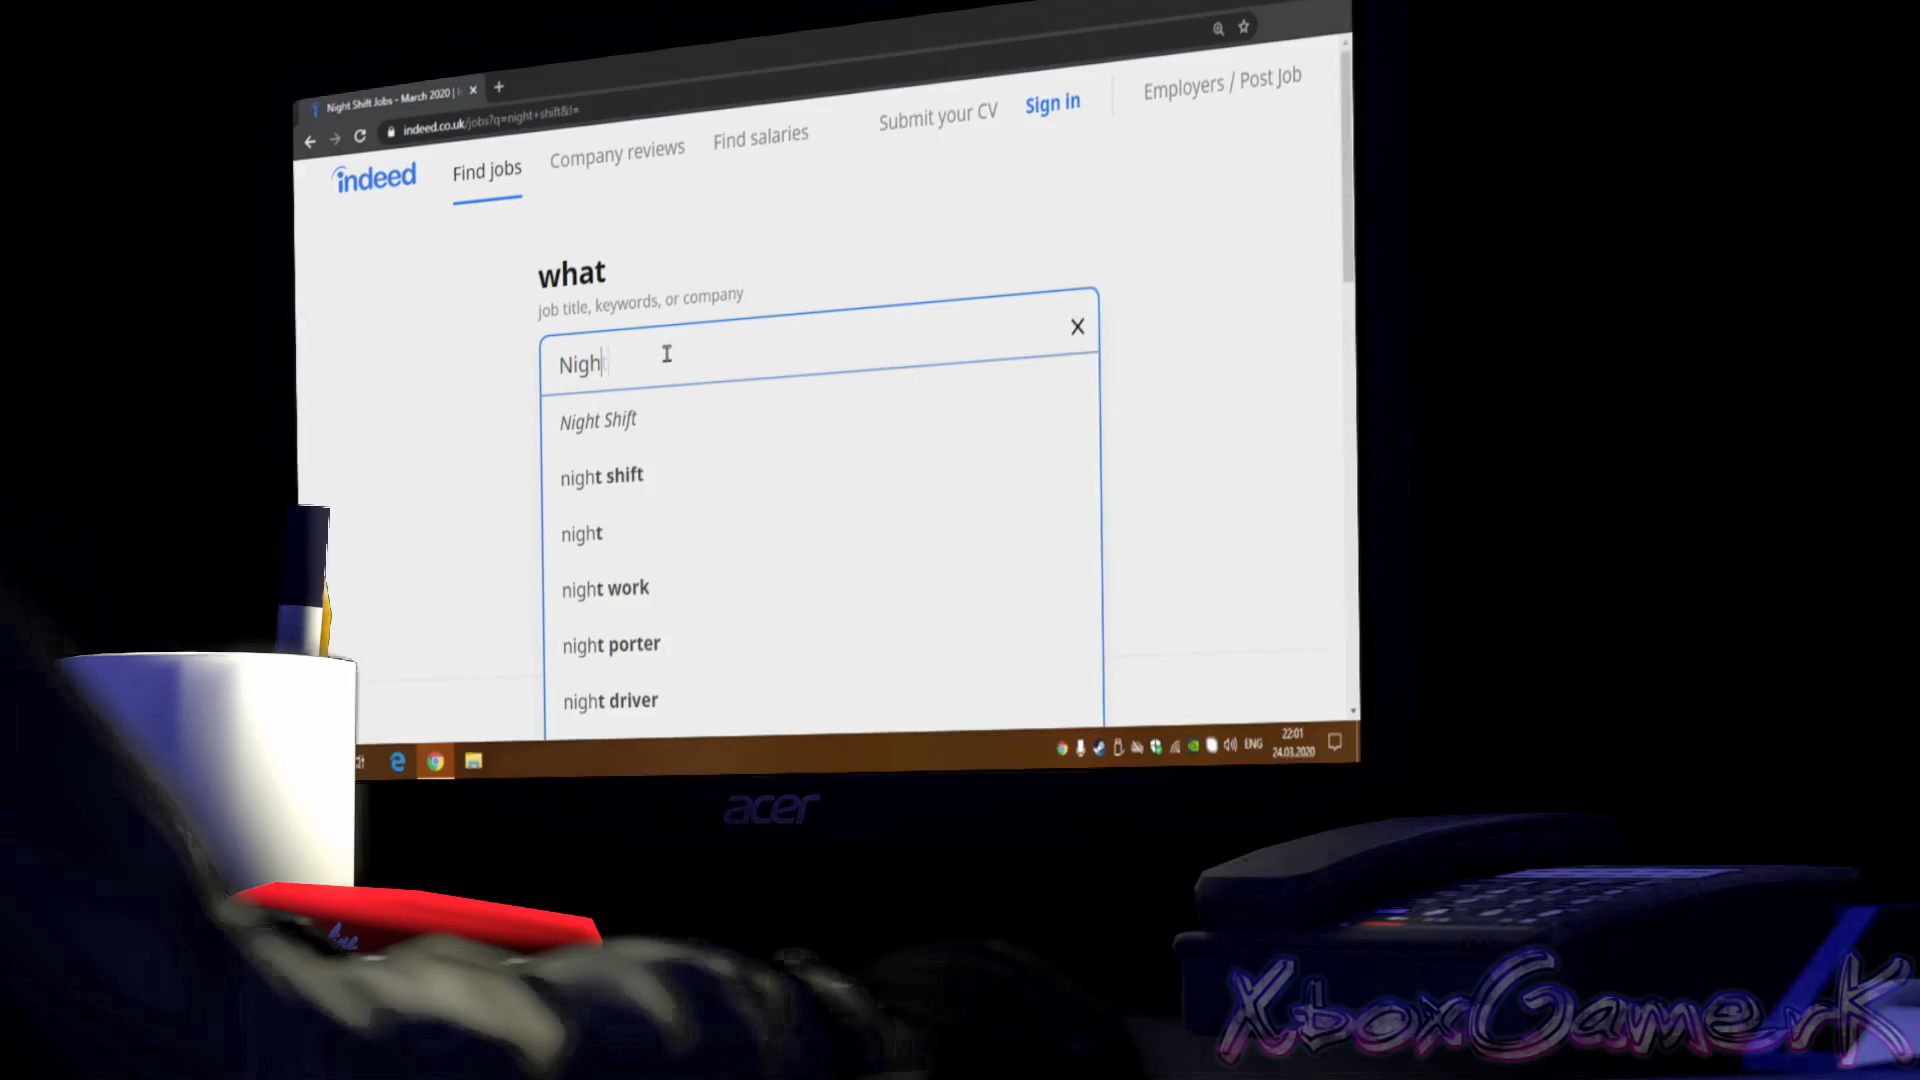 Night Shift Jobs - March 2020 |
indeed.co.uk/jobs?q=night+shift&l=
indeed
Find jobs
Company reviews
Find salaries
Submit your CV
Sign in
Employers / Post Job
what
job title, keywords, or company
Nigh
X
Night Shift
night shift
night
night work
night porter
night driver
ENG
22:01
24.03.2020
acer
line
XboxGamerK